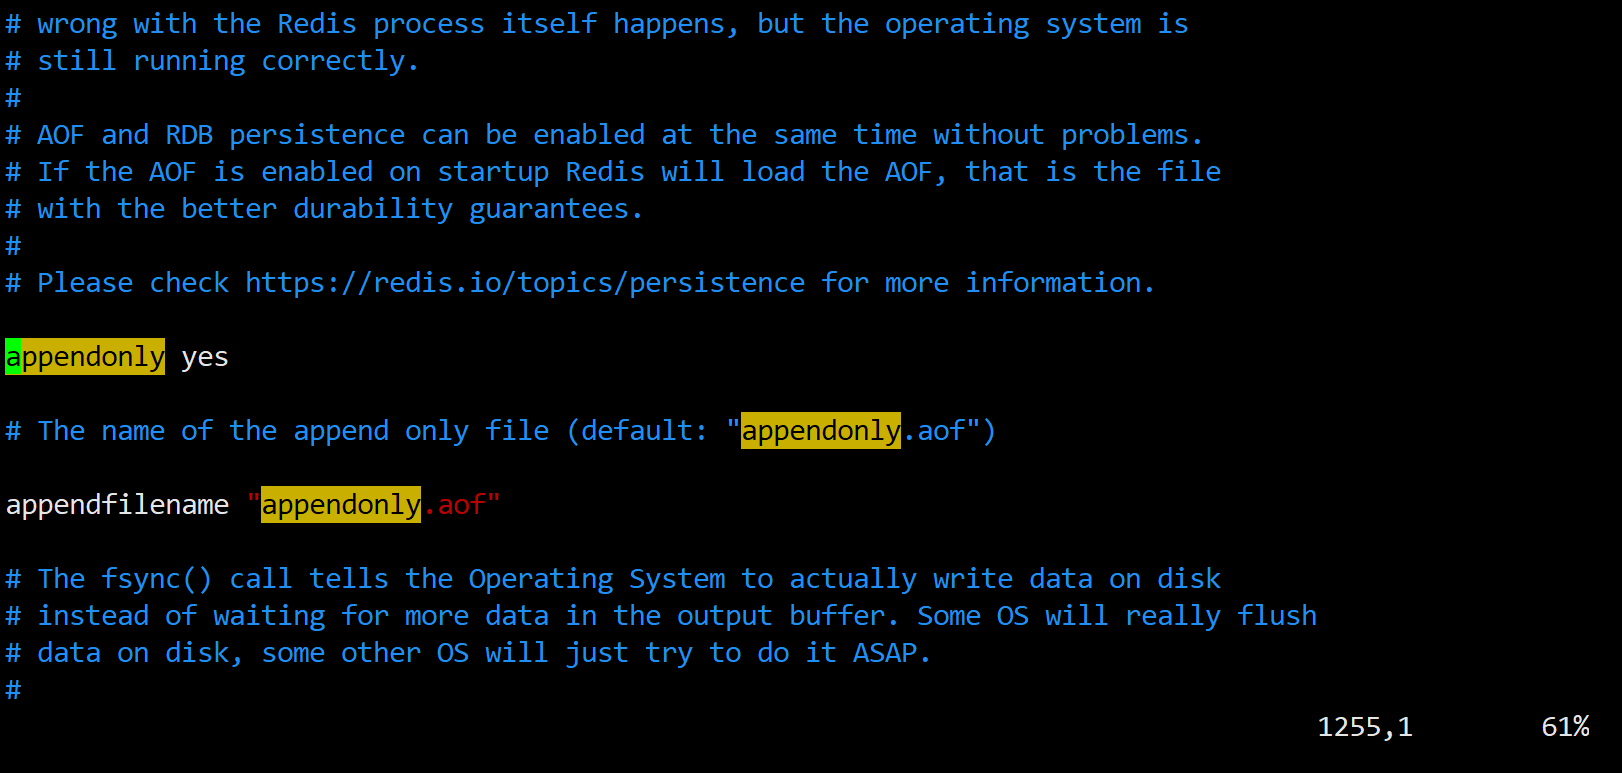 # wrong with the Redis process itself happens, but the operating system is
# still running correctly.
#
# AOF and RDB persistence can be enabled at the same time without problems.
# If the AOF is enabled on startup Redis will load the AOF, that is the file
# with the better durability guarantees.
#
# Please check https://redis.io/topics/persistence for more information.
appendonly yes
# The name of the append only file (default: "appendonly.aof")
appendfilename "appendonly.aof"
# The fsync() call tells the Operating System to actually write data on disk
# instead of waiting for more data in the output buffer. Some OS will really flush
# data on disk, some other OS will just try to do it ASAP.
#
1255,1 61%